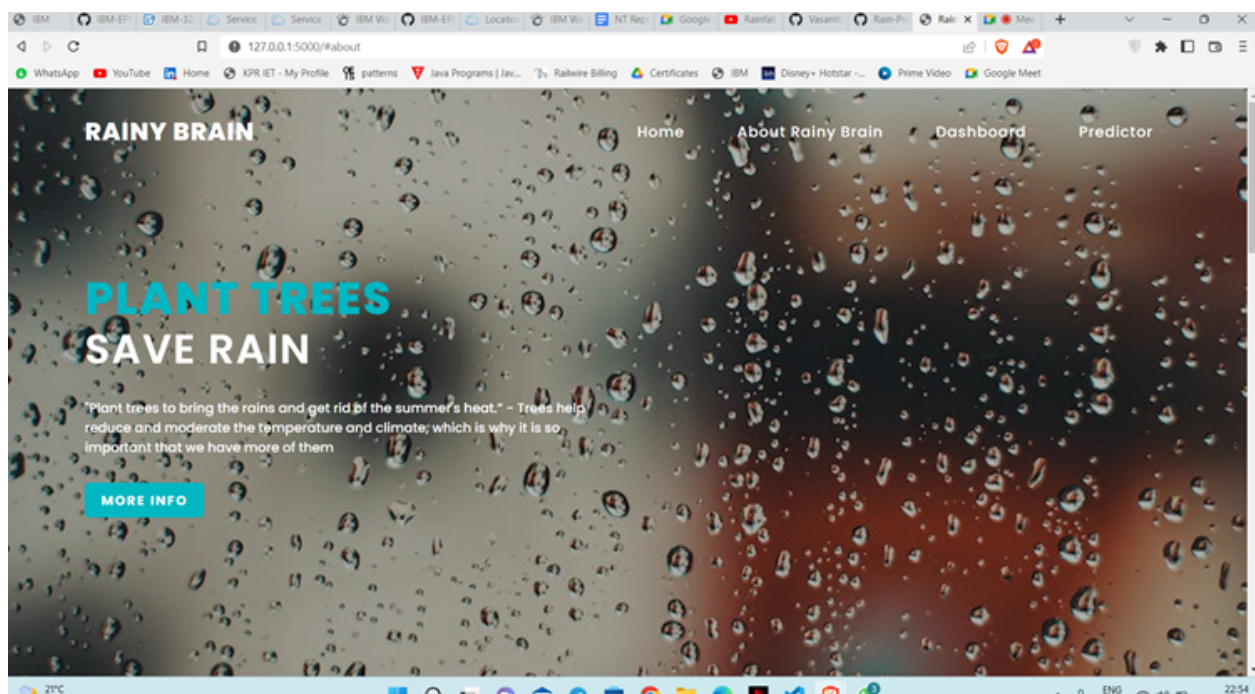 IBM IBM-EPI IBM-32 Service Service IBM Wa IBM-EPI Locatio IBM Wa NT Rep Google Rainfall Vasanth Rain-Pr Rair Mee
127.0.0.1:5000/#about
WhatsApp YouTube Home KPR IET - My Profile patterns Java Programs | Jav... Railwire Billing Certificates IBM Disney+ Hotstar -... Prime Video Google Meet
RAINY BRAIN Home About Rainy Brain Dashboard Predictor
PLANT TREES
SAVE RAIN
"Plant trees to bring the rains and get rid of the summer's heat." - Trees help
reduce and moderate the temperature and climate; which is why it is so
important that we have more of them
MORE INFO
21°C ENG 22:54